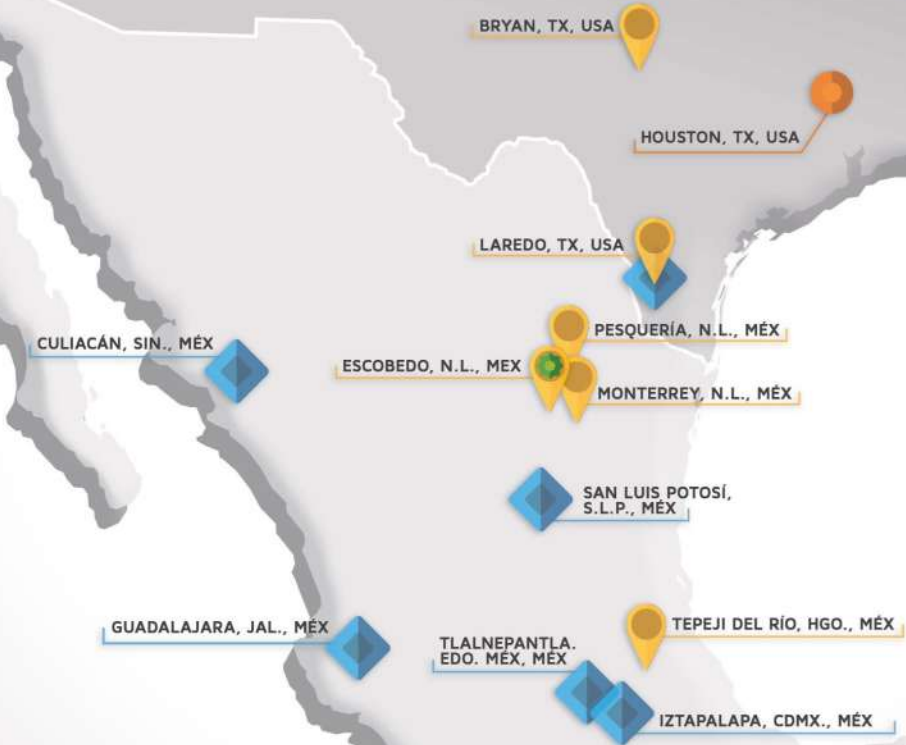 BRYAN, TX, USA
HOUSTON, TX, USA
LAREDO, TX, USA
PESQUERÍA, N.L., MÉX
CULIACÁN, SIN., MÉX
ESCOBEDO, N.L., MEX
MONTERREY, N.L., MÉX
SAN LUIS POTOSÍ,
S.L.P., MÉX
GUADALAJARA, JAL., MÉX
TEPEJI DEL RÍO, HGO., MÉX
TLALNEPANTLA.
EDO. MÉX, MÉX
IZTAPALAPA, CDMX., MÉX